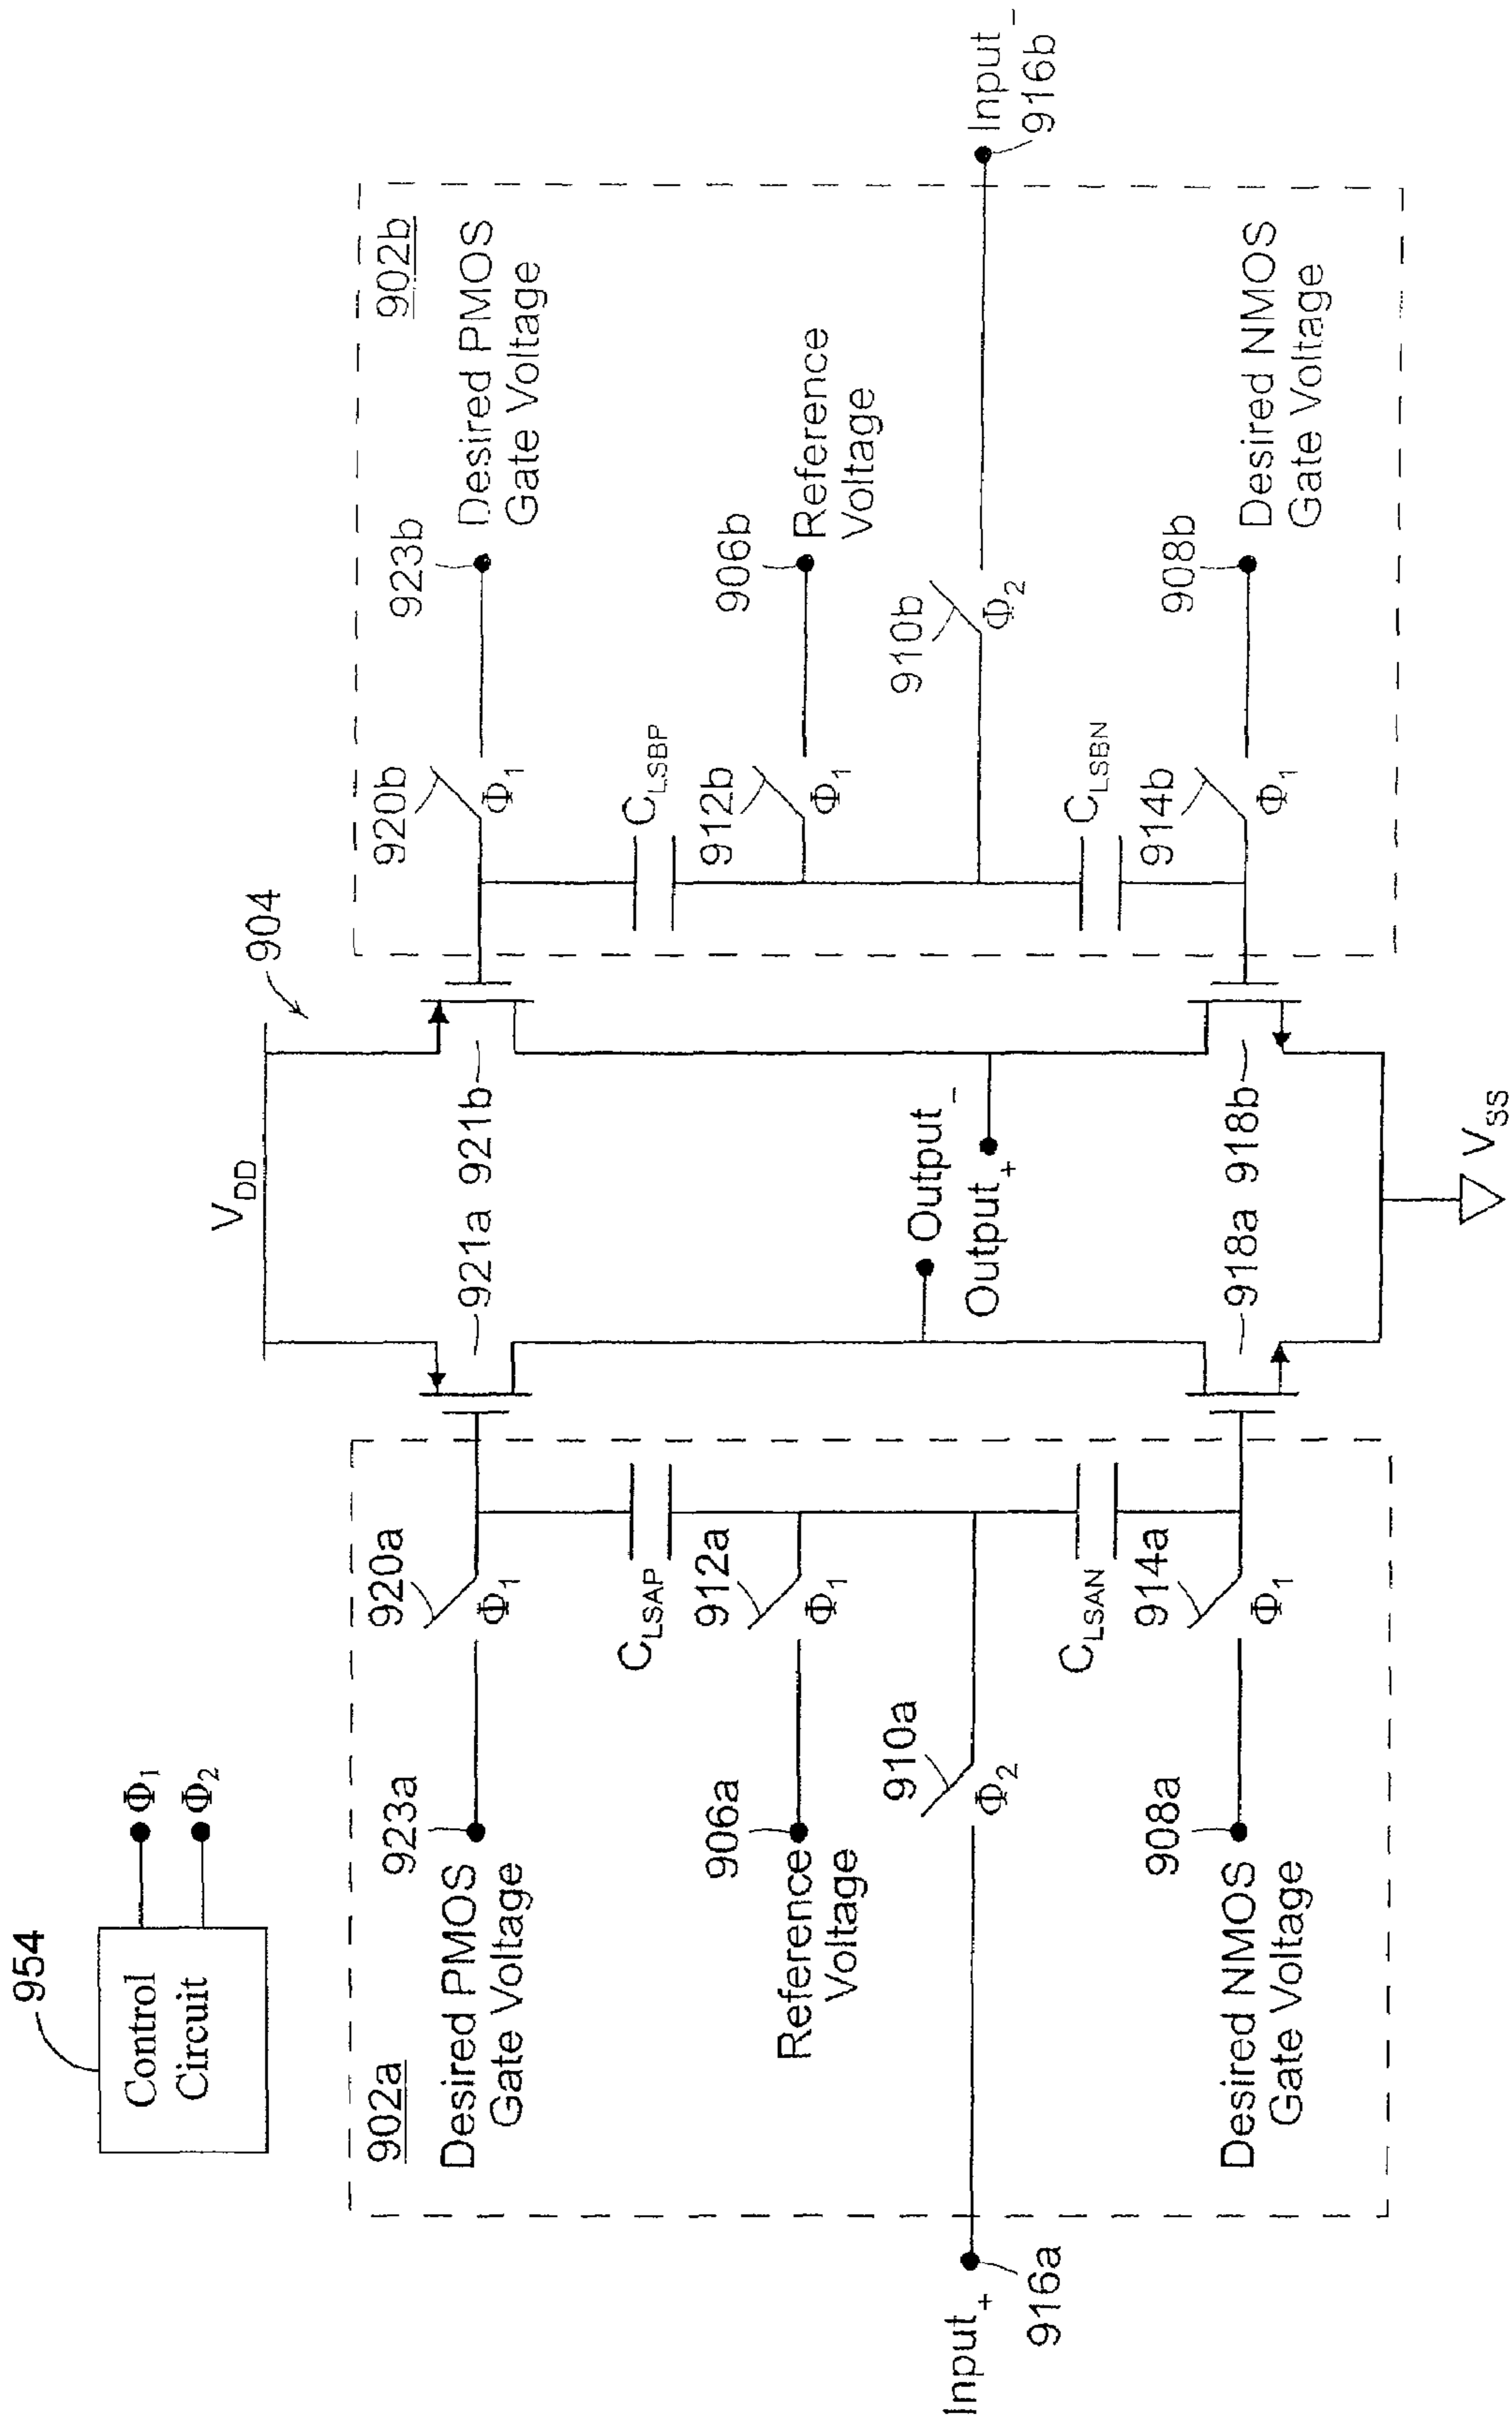 954
Control
Circuit
Φ1
Φ2
904
VDD
902a
Desired PMOS
Gate Voltage
923a
920a
Φ1
921a
921b
920b
Φ1
923b
Desired PMOS
Gate Voltage
902b
CLSAP
CLSBP
Reference
Voltage
906a
912a
Φ1
912b
Φ1
906b
Reference
Voltage
Input+
916a
910a
Φ2
Output-
Output+
910b
Φ2
Input-
916b
CLSAN
CLSBN
Desired NMOS
Gate Voltage
908a
914a
Φ1
918a
918b
914b
Φ1
908b
Desired NMOS
Gate Voltage
VSS